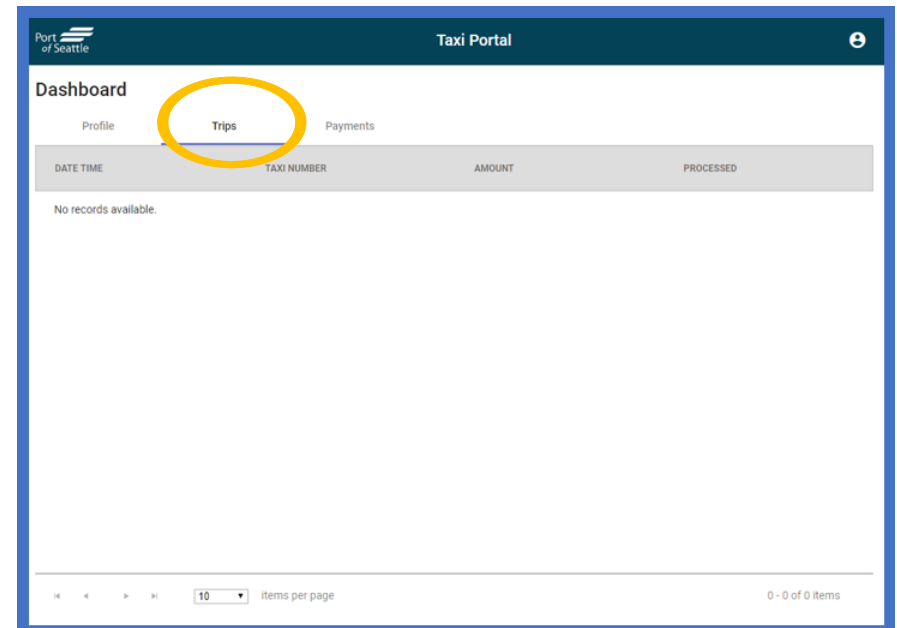 Port
of Seattle
Taxi Portal
Dashboard
Profile Trips Payments
DATE TIME TAXI NUMBER AMOUNT PROCESSED
No records available.
10 items per page 0 - 0 of 0 items